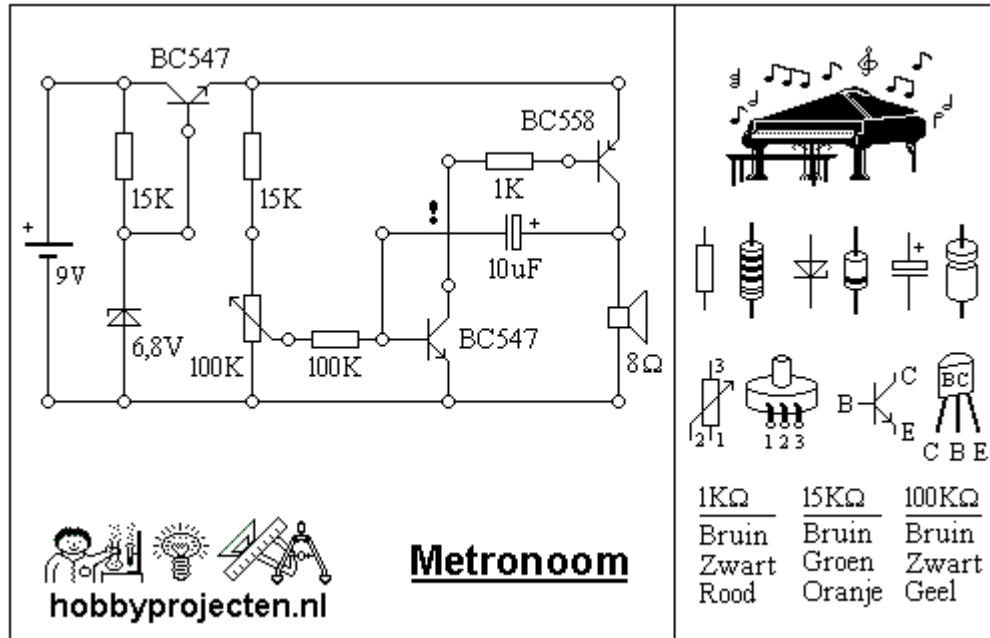 BC547
BC558
15K
15K
1K
!
+
10uF
+
9V
6,8V
100K
100K
BC547
8Ω
Metronoom
hobbyprojecten.nl
+
3
2 1
1 2 3
B C E
BC
C B E
1KΩ 15KΩ 100KΩ
Bruin Bruin Bruin
Zwart Groen Zwart
Rood Oranje Geel